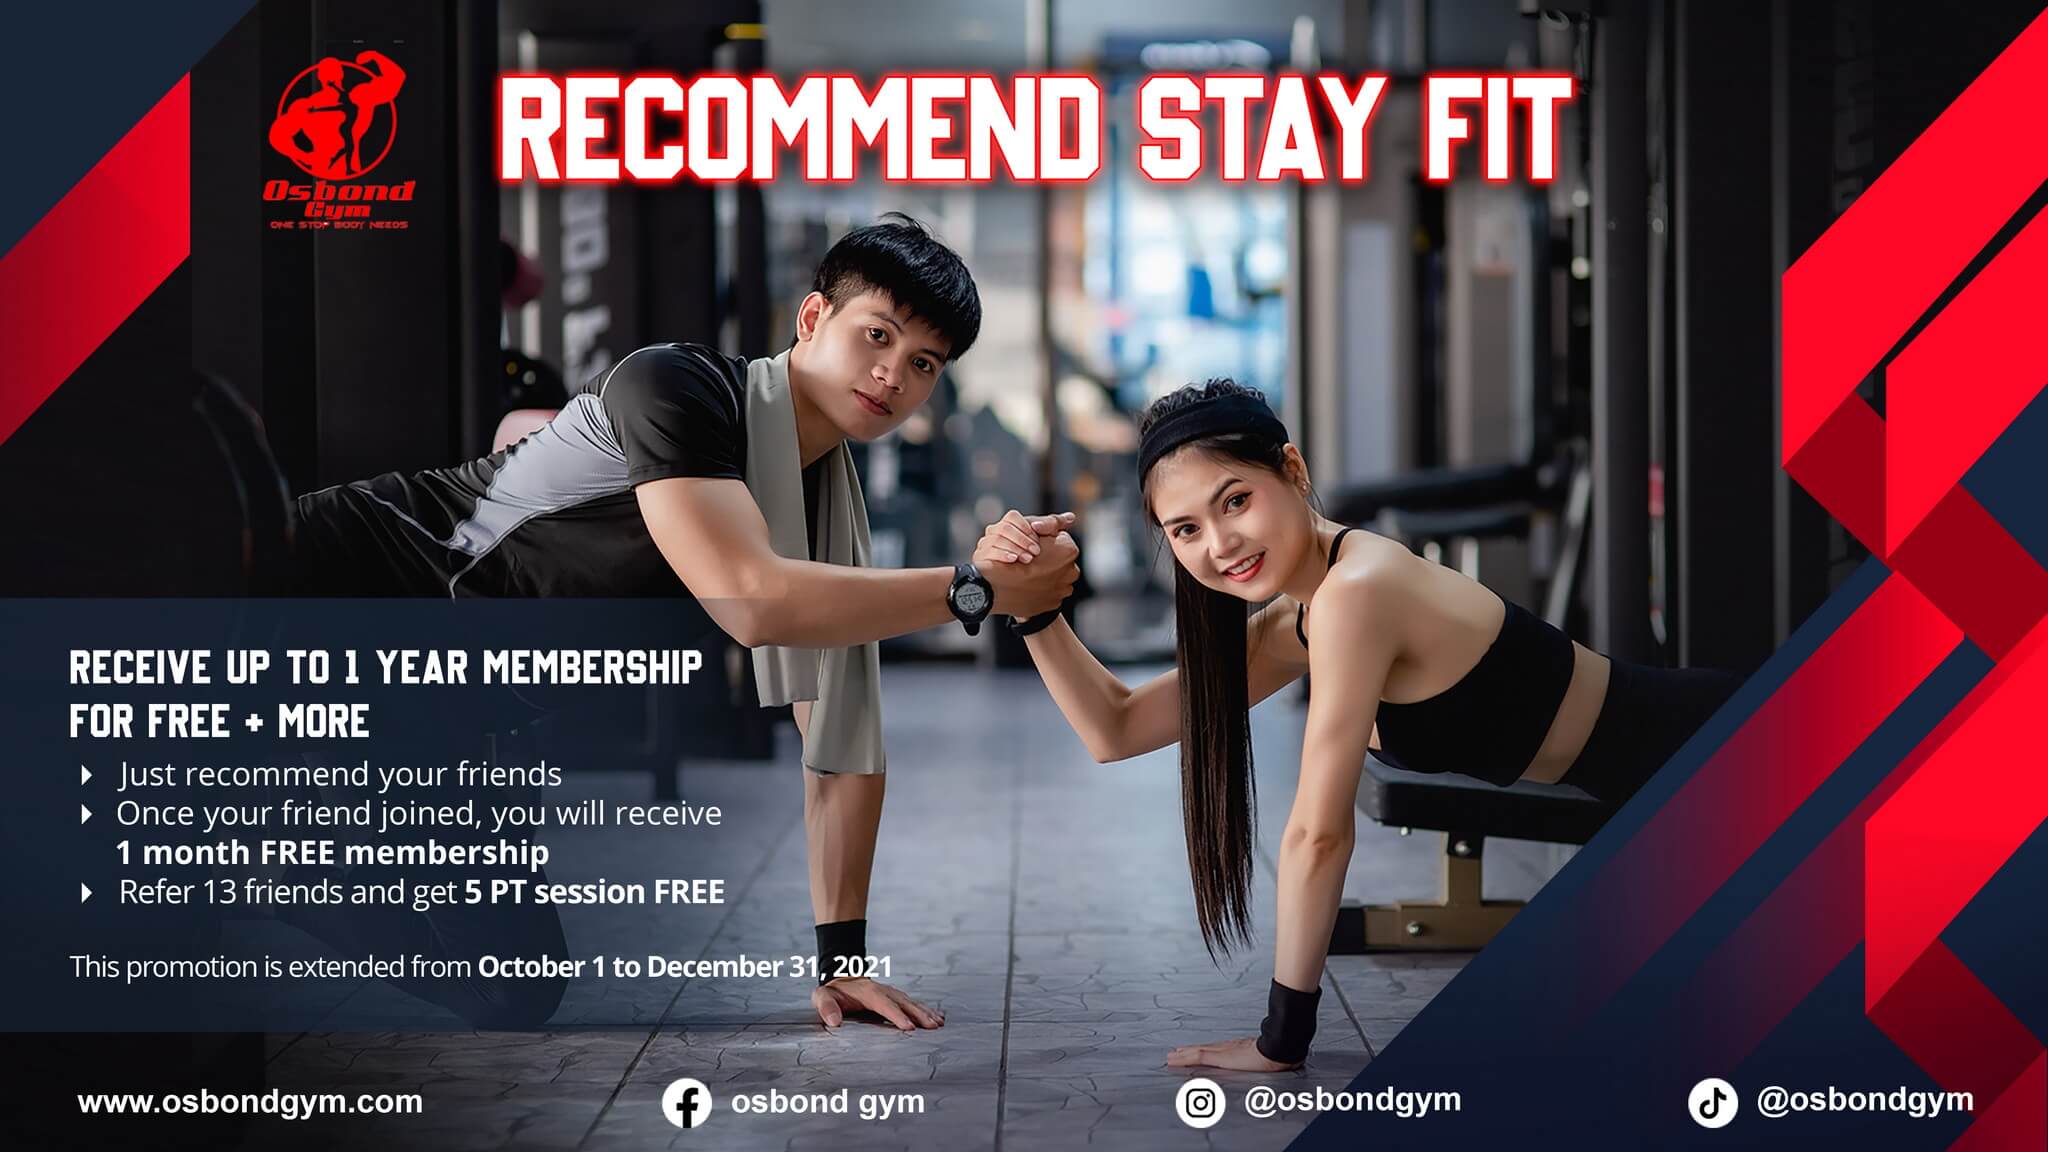 Osbond
Gym
ONE STOP BODY NEEDS
RECOMMEND STAY FIT
RECEIVE UP TO 1 YEAR MEMBERSHIP
FOR FREE + MORE
Just recommend your friends
Once your friend joined, you will receive
1 month FREE membership
Refer 13 friends and get 5 PT session FREE
This promotion is extended from October 1 to December 31, 2021
www.osbondgym.com
osbond gym
@osbondgym
@osbondgym